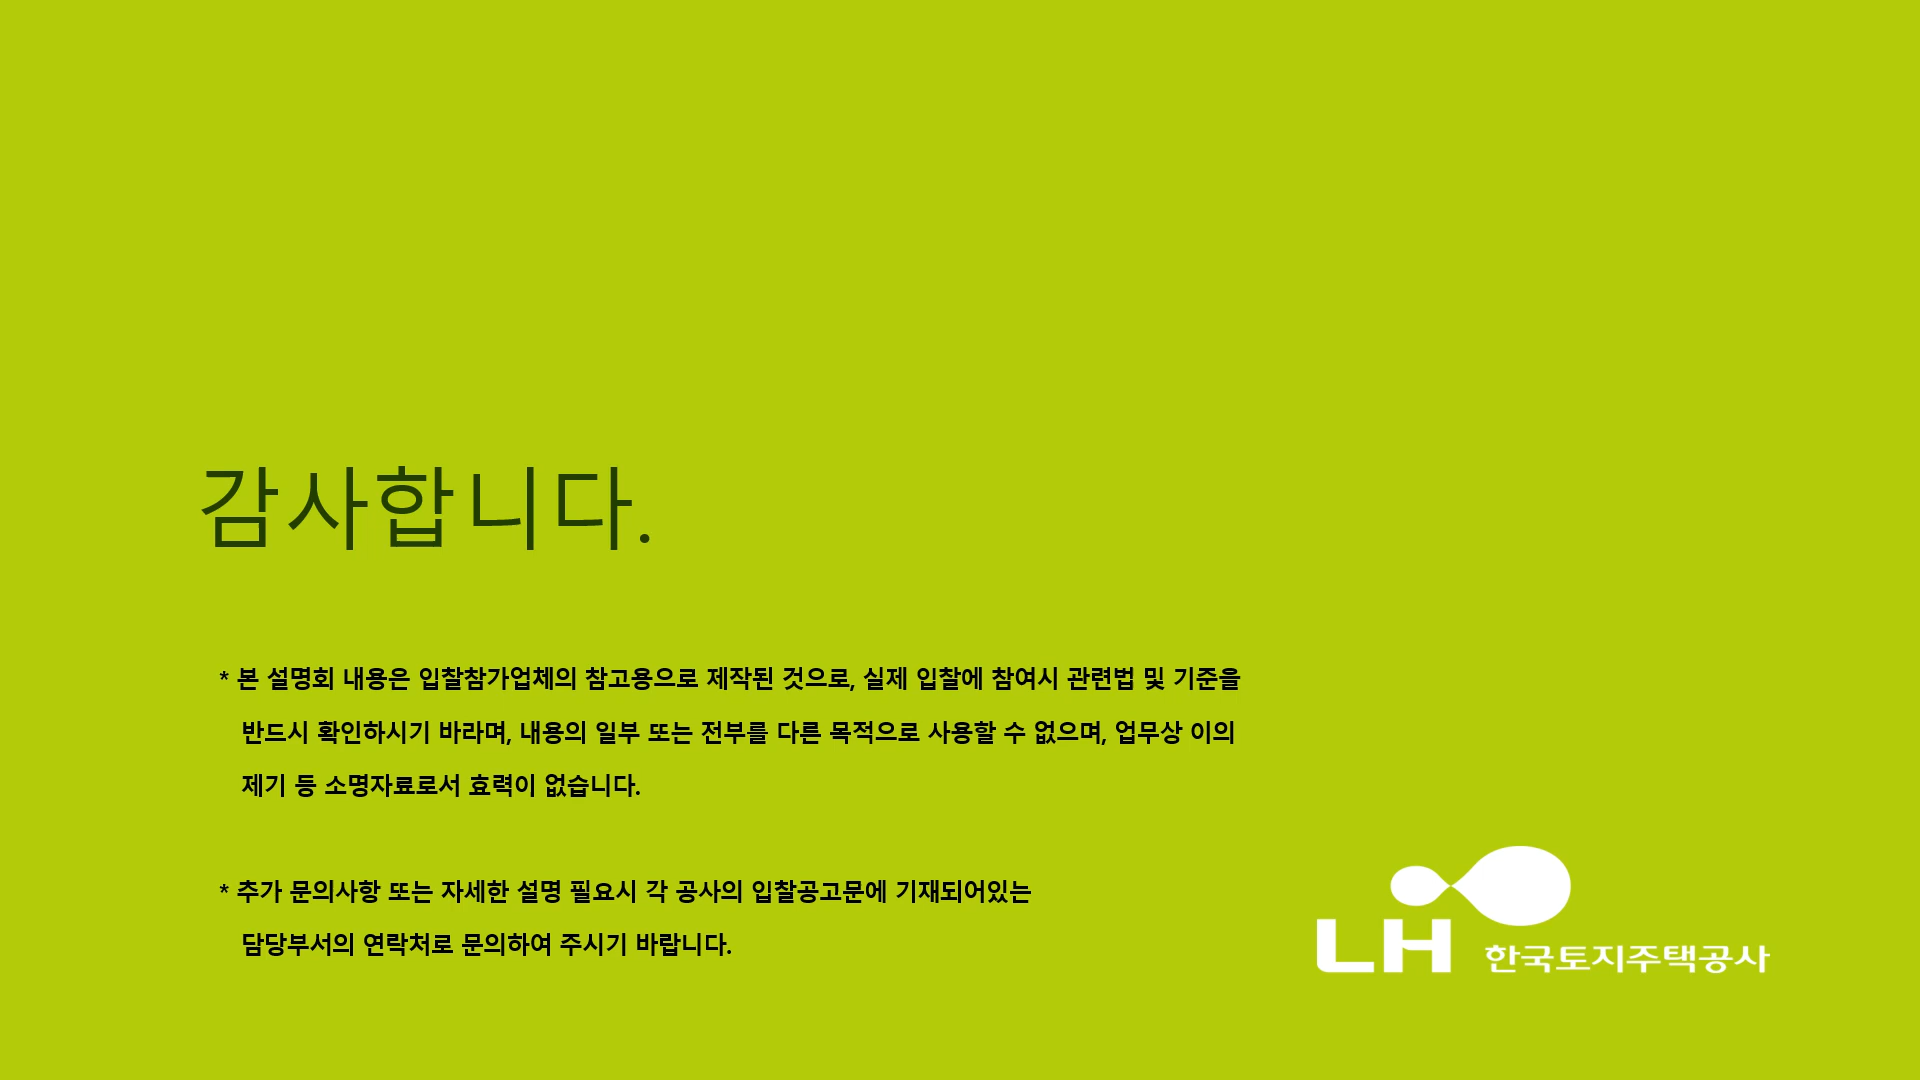 감사합니다.
* 본 설명회 내용은 입찰참가업체의 참고용으로 제작된 것으로, 실제 입찰에 참여시 관련법 및 기준을
반드시 확인하시기 바라며, 내용의 일부 또는 전부를 다른 목적으로 사용할 수 없으며, 업무상 이의
제기 등 소명자료로서 효력이 없습니다.
* 추가 문의사항 또는 자세한 설명 필요시 각 공사의 입찰공고문에 기재되어있는
담당부서의 연락처로 문의하여 주시기 바랍니다.
LH 한국토지주택공사